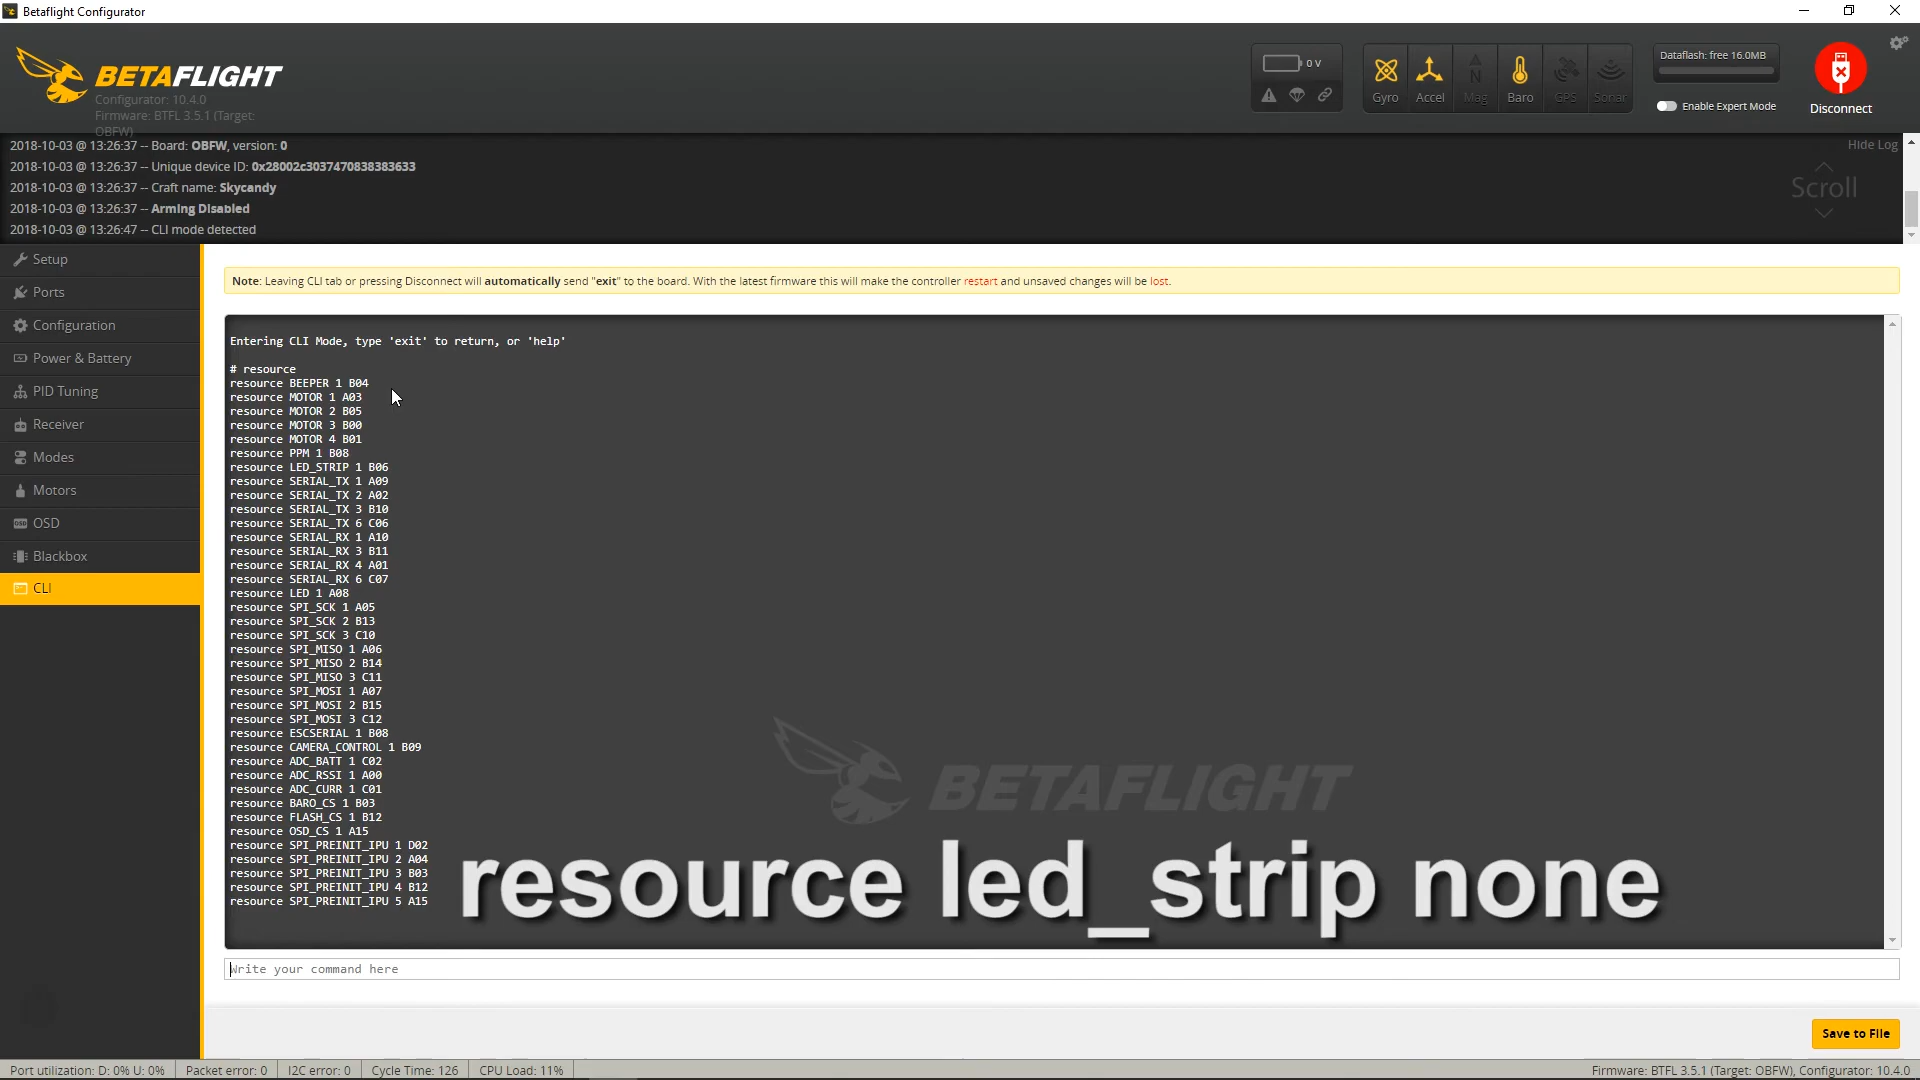 Betaflight Configurator
BETAFLIGHT
Configurator: 10.4.0
Firmware: BTFL 3.5.1 (Target:
OBFW)
0 V
Gyro
Accel
Mag
Baro
GPS
Sonar
Dataflash: free 16.0MB
Enable Expert Mode
Disconnect
2018-10-03 @ 13:26:37 -- Board: OBFW, version: 0
2018-10-03 @ 13:26:37 -- Unique device ID: 0x28002c3037470838383633
2018-10-03 @ 13:26:37 -- Craft name: Skycandy
2018-10-03 @ 13:26:37 -- Arming Disabled
2018-10-03 @ 13:26:47 -- CLI mode detected
Hide Log
Scroll
Setup
Ports
Configuration
Power & Battery
PID Tuning
Receiver
Modes
Motors
OSD
Blackbox
CLI
Note: Leaving CLI tab or pressing Disconnect will automatically send "exit" to the board. With the latest firmware this will make the controller restart and unsaved changes will be lost.
Entering CLI Mode, type 'exit' to return, or 'help'
# resource
resource BEEPER 1 B04
resource MOTOR 1 A03
resource MOTOR 2 B05
resource MOTOR 3 B00
resource MOTOR 4 B01
resource PPM 1 B08
resource LED_STRIP 1 B06
resource SERIAL_TX 1 A09
resource SERIAL_TX 2 A02
resource SERIAL_TX 3 B10
resource SERIAL_TX 6 C06
resource SERIAL_RX 1 A10
resource SERIAL_RX 3 B11
resource SERIAL_RX 4 A01
resource SERIAL_RX 6 C07
resource LED 1 A08
resource SPI_SCK 1 A05
resource SPI_SCK 2 B13
resource SPI_SCK 3 C10
resource SPI_MISO 1 A06
resource SPI_MISO 2 B14
resource SPI_MISO 3 C11
resource SPI_MOSI 1 A07
resource SPI_MOSI 2 B15
resource SPI_MOSI 3 C12
resource ESCSERIAL 1 B08
resource CAMERA_CONTROL 1 B09
resource ADC_BATT 1 C02
resource ADC_RSSI 1 A00
resource ADC_CURR 1 C01
resource BARO_CS 1 B03
resource FLASH_CS 1 B12
resource OSD_CS 1 A15
resource SPI_PREINIT_IPU 1 D02
resource SPI_PREINIT_IPU 2 A04
resource SPI_PREINIT_IPU 3 B03
resource SPI_PREINIT_IPU 4 B12
resource SPI_PREINIT_IPU 5 A15
BETAFLIGHT
resource led_strip none
Write your command here
Save to File
Port utilization: D: 0% U: 0%
Packet error: 0
I2C error: 0
Cycle Time: 126
CPU Load: 11%
Firmware: BTFL 3.5.1 (Target: OBFW), Configurator: 10.4.0